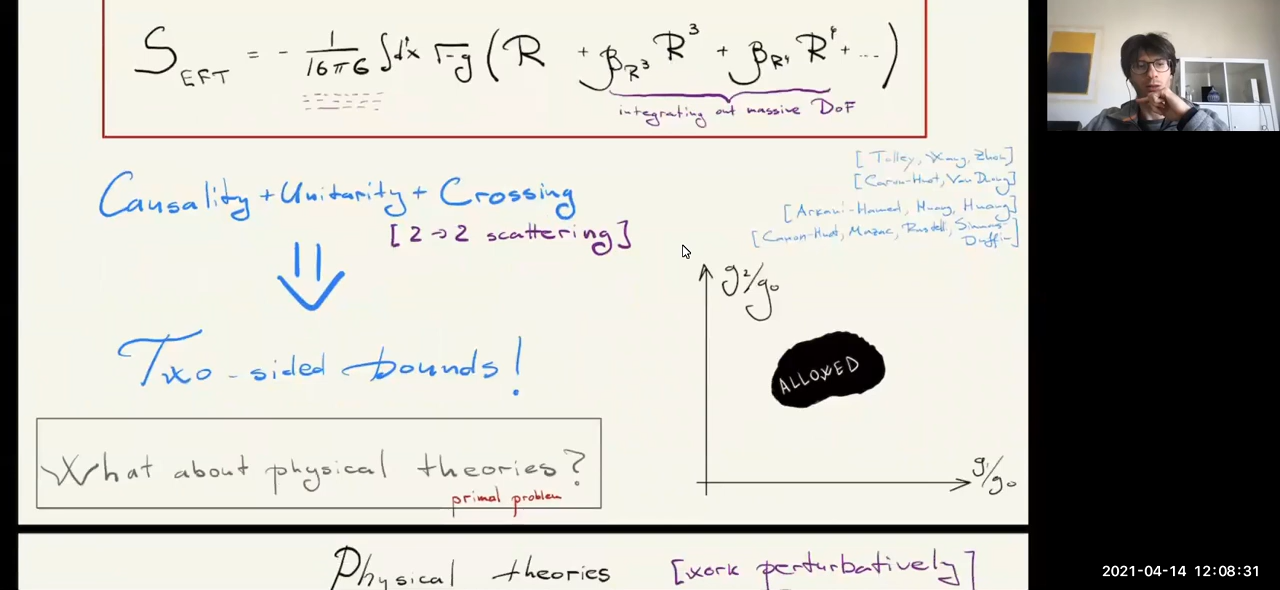 S_EFT = - 1/16πG ∫d⁴x √-g ( R + β_R³ R³ + β_R⁴ R⁴ + ... )
integrating out massive DoF
Causality + Unitarity + Crossing
[ 2 → 2 scattering ]
[ Tolley, Wang, Zhou ]
[ Caron-Huot, Van Duong ]
[ Arkani-Hamed, Huang, Huang ]
[ Caron-Huot, Mazac, Rastelli, Simmons-
Duffin ]
⇓
Two-sided bounds!
g²/g₀
ALLOWED
g¹/g₀
What about physical theories?
primal problem
Physical theories [work perturbatively]
2021-04-14 12:08:31